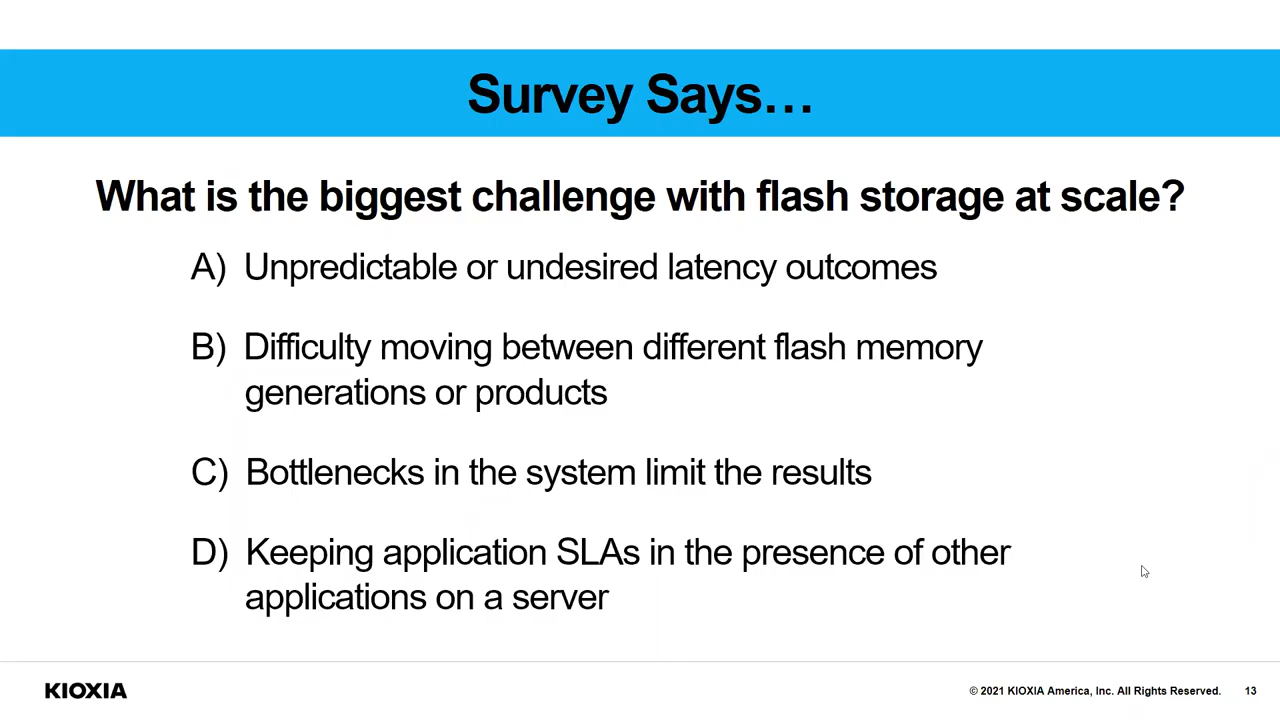 Survey Says…
What is the biggest challenge with flash storage at scale?
A) Unpredictable or undesired latency outcomes
B) Difficulty moving between different flash memory
generations or products
C) Bottlenecks in the system limit the results
D) Keeping application SLAs in the presence of other
applications on a server
KIOXIA
© 2021 KIOXIA America, Inc. All Rights Reserved. 13